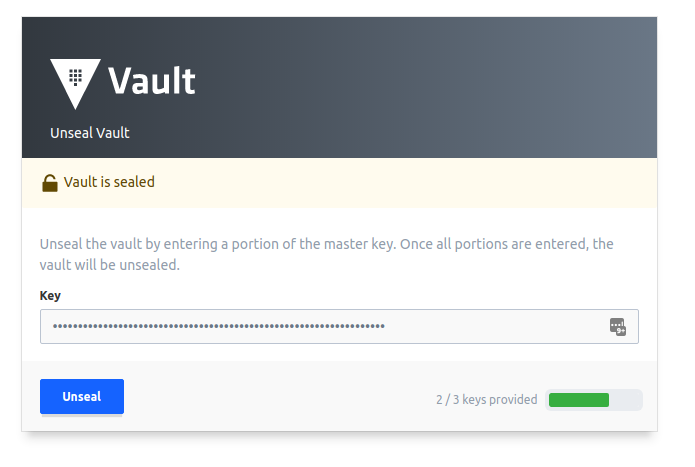 Vault
Unseal Vault
Vault is sealed
Unseal the vault by entering a portion of the master key. Once all portions are entered, the
vault will be unsealed.
Key
••••••••••••••••••••••••••••••••••••••••••••••••••••••••••••••••••
9+
Unseal
2 / 3 keys provided